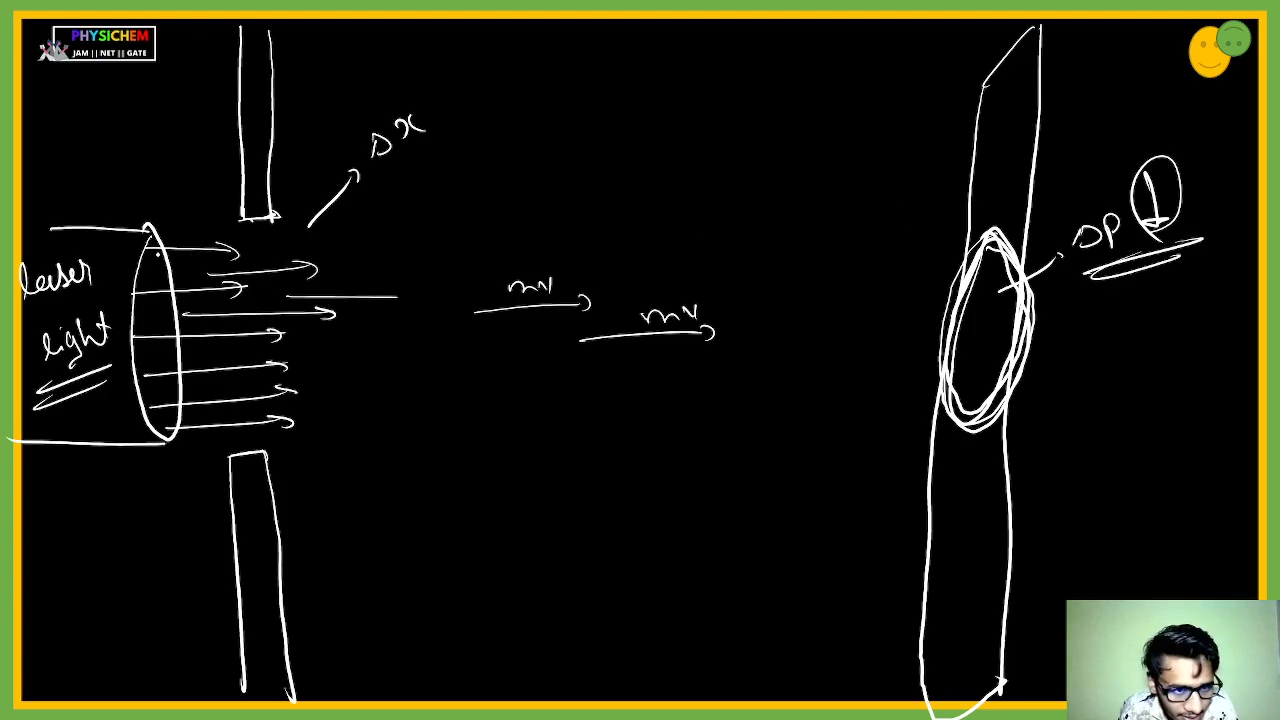 PHYSICHEM
JAM || NET || GATE
Δx
laser
light
mv
mv
Δp ↓